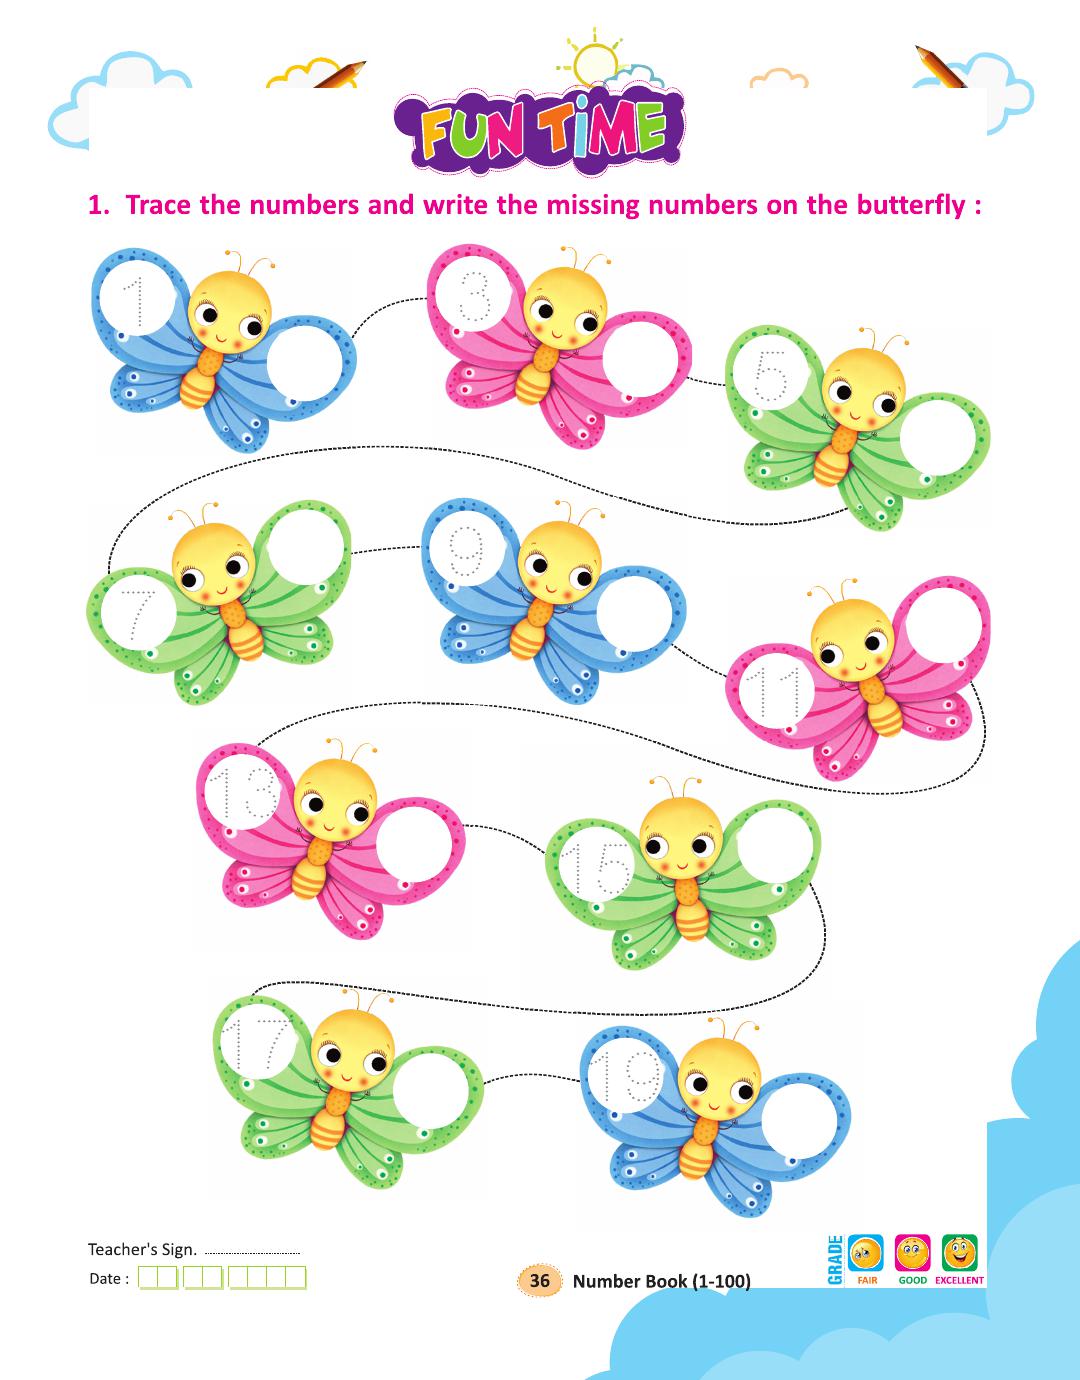 FUN TiME
1. Trace the numbers and write the missing numbers on the butterfly :
1
3
5
7
9
11
13
15
17
19
Teacher's Sign.
Date :
36 Number Book (1-100)
GRADE
FAIR GOOD EXCELLENT